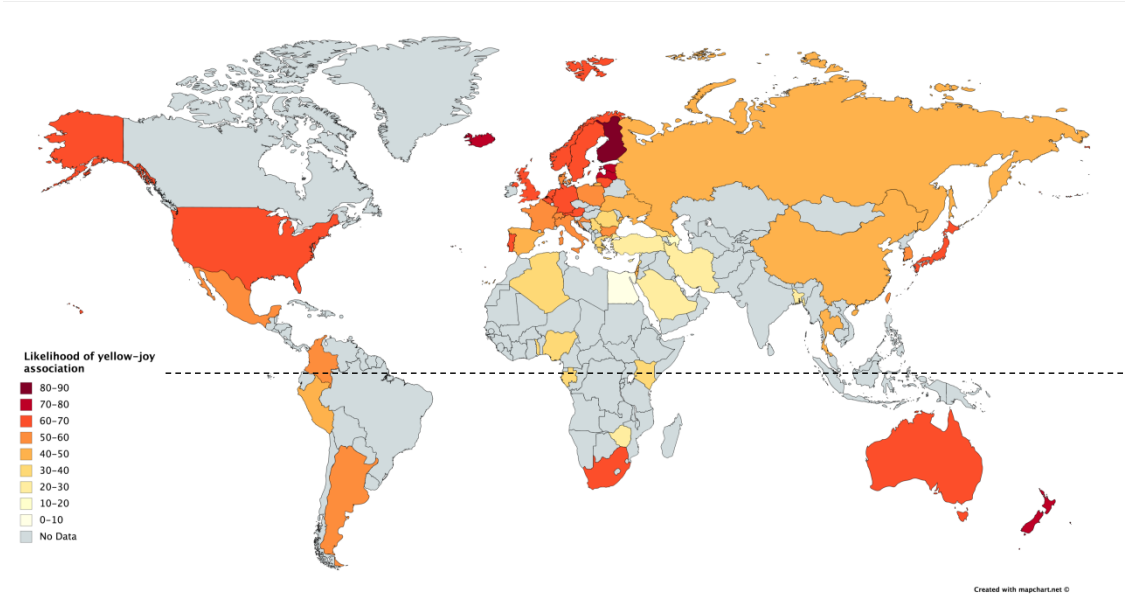 Likelihood of yellow-joy
association
80-90
70-80
60-70
50-60
40-50
30-40
20-30
10-20
0-10
No Data
Created with mapchart.net ©